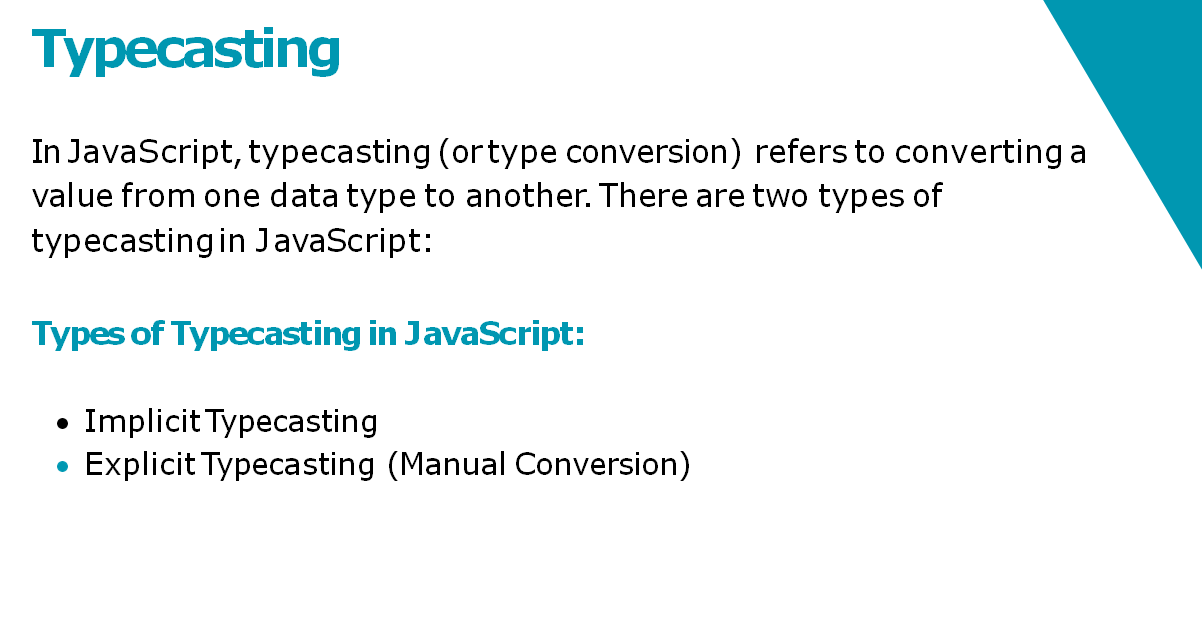 Typecasting
In JavaScript, typecasting (or type conversion) refers to converting a
value from one data type to another. There are two types of
typecasting in JavaScript:
Types of Typecasting in JavaScript:
• Implicit Typecasting
• Explicit Typecasting (Manual Conversion)